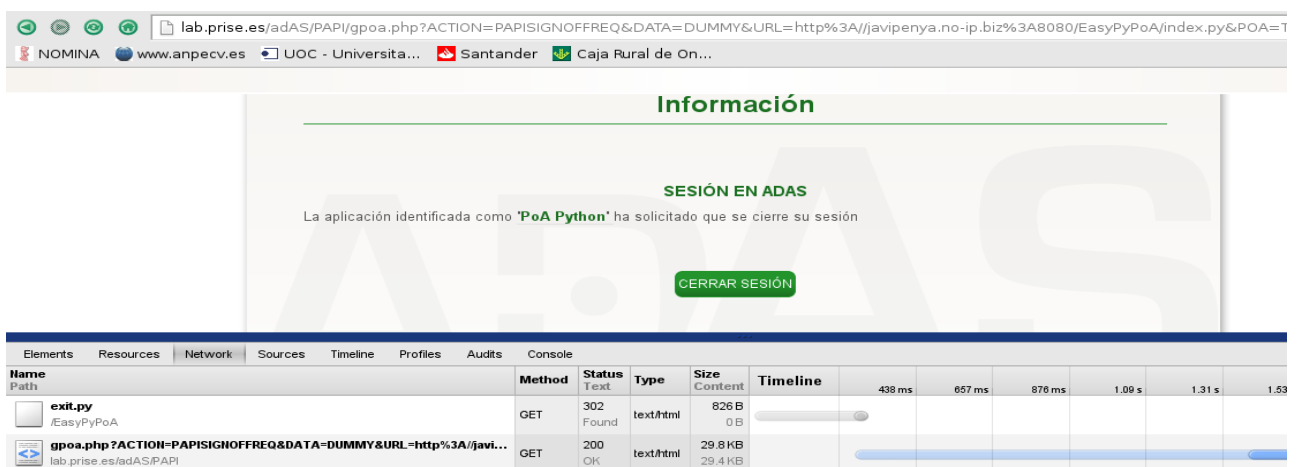 lab.prise.es/adAS/PAPI/gpoa.php?ACTION=PAPISIGNOFFREQ&DATA=DUMMY&URL=http%3A//javipenya.no-ip.biz%3A8080/EasyPyPoA/index.py&POA=
NOMINA www.anpecv.es UOC - Universita... Santander Caja Rural de On...
Información
ADAS
SESIÓN EN ADAS
La aplicación identificada como 'PoA Python' ha solicitado que se cierre su sesión
CERRAR SESIÓN
Elements Resources Network Sources Timeline Profiles Audits Console
Name Method Status Type Size Timeline 438 ms 657 ms 876 ms 1.09 s 1.31 s 1.53
Path Text Content
exit.py GET 302 text/html 826 B
/EasyPyPoA Found 0 B
gpoa.php?ACTION=PAPISIGNOFFREQ&DATA=DUMMY&URL=http%3A//javi... GET 200 text/html 29.8 KB
lab.prise.es/adAS/PAPI OK 29.4 KB